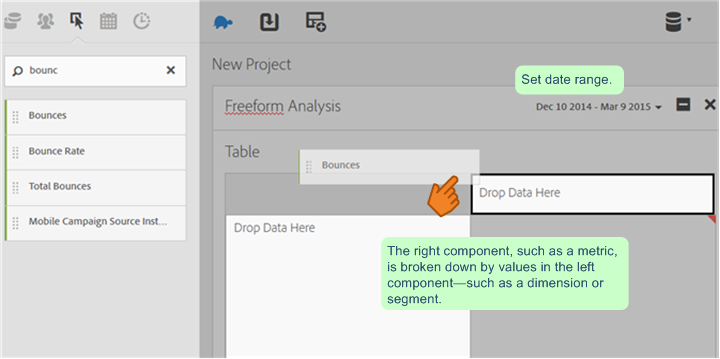 bounc
Bounces
Bounce Rate
Total Bounces
Mobile Campaign Source Inst...
New Project
Set date range.
Freeform Analysis
Dec 10 2014 - Mar 9 2015
Table
Bounces
Drop Data Here
Drop Data Here
The right component, such as a metric,
is broken down by values in the left
component—such as a dimension or
segment.